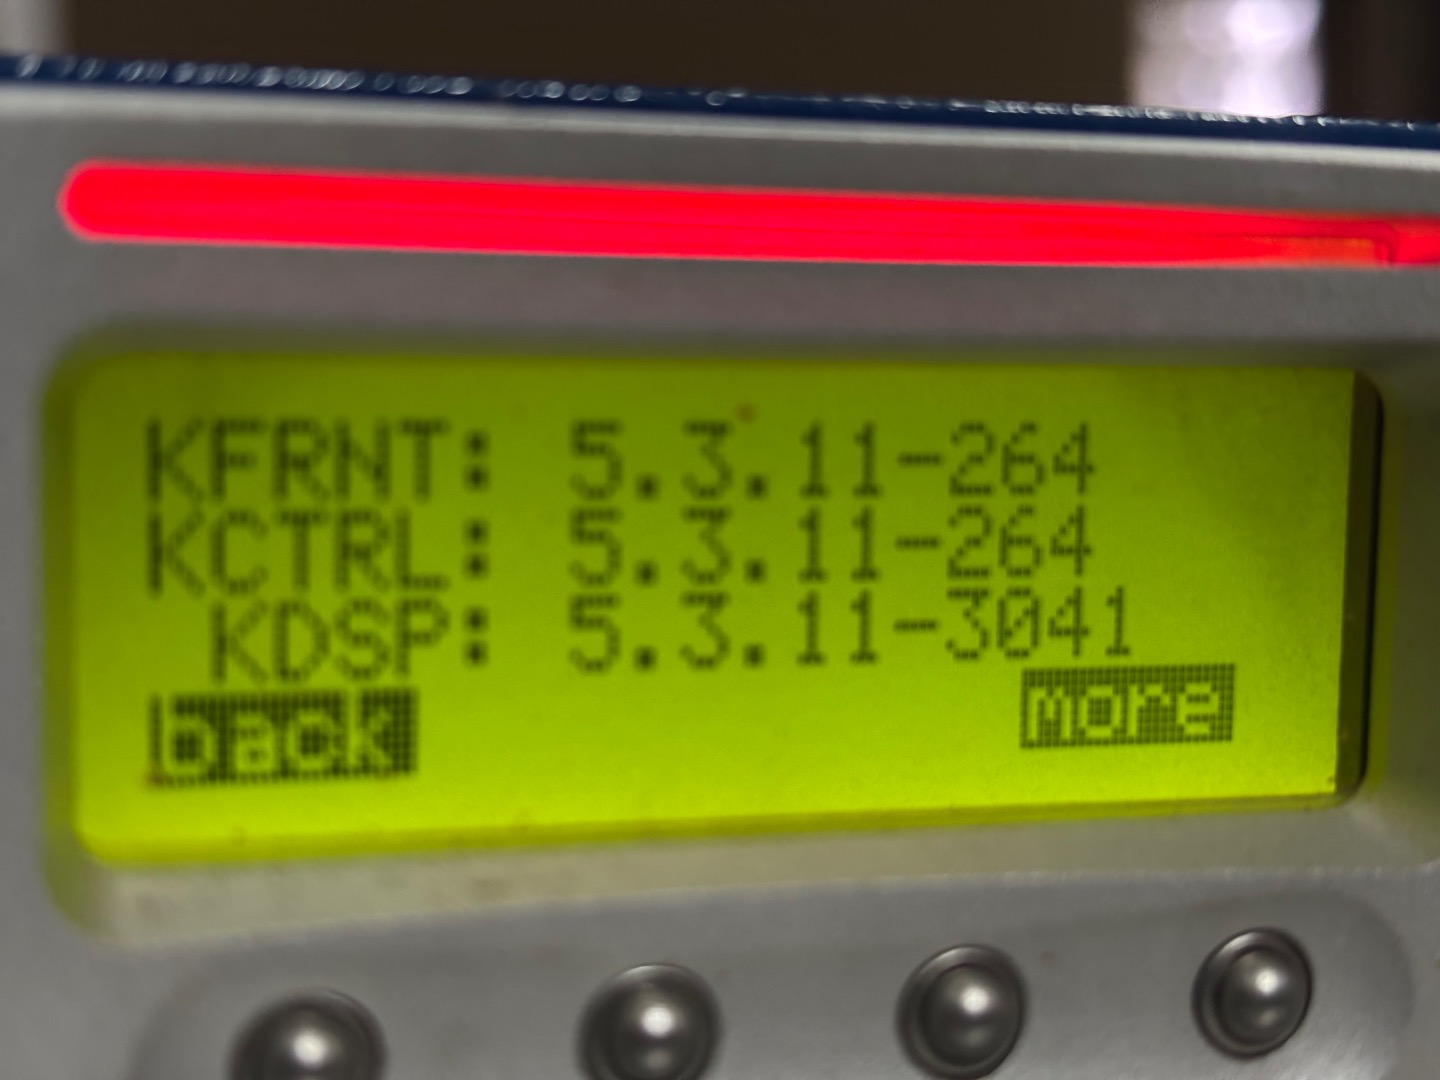 KFRNT: 5.3.11-264
KCTRL: 5.3.11-264
KDSP: 5.3.11-3041
back more